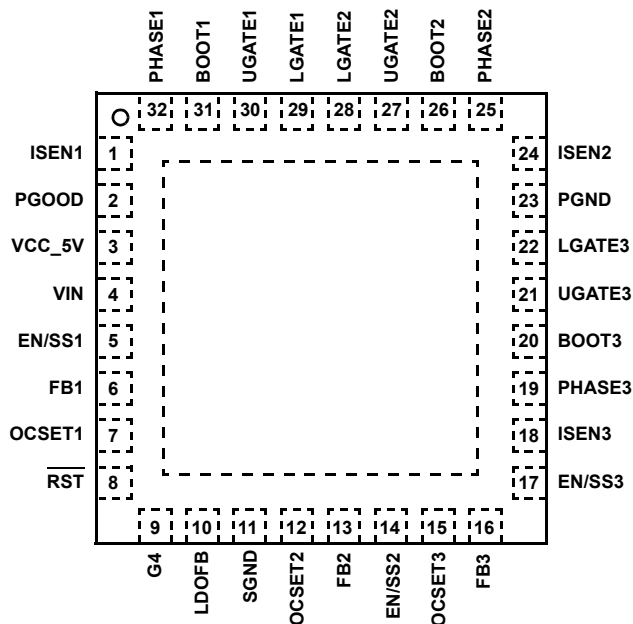 PHASE1
BOOT1
UGATE1
LGATE1
LGATE2
UGATE2
BOOT2
PHASE2
32
31
30
29
28
27
26
25
ISEN1 1
PGOOD 2
VCC_5V 3
VIN 4
EN/SS1 5
FB1 6
OCSET1 7
RST 8
24 ISEN2
23 PGND
22 LGATE3
21 UGATE3
20 BOOT3
19 PHASE3
18 ISEN3
17 EN/SS3
9
10
11
12
13
14
15
16
G4
LDOFB
SGND
OCSET2
FB2
EN/SS2
OCSET3
FB3